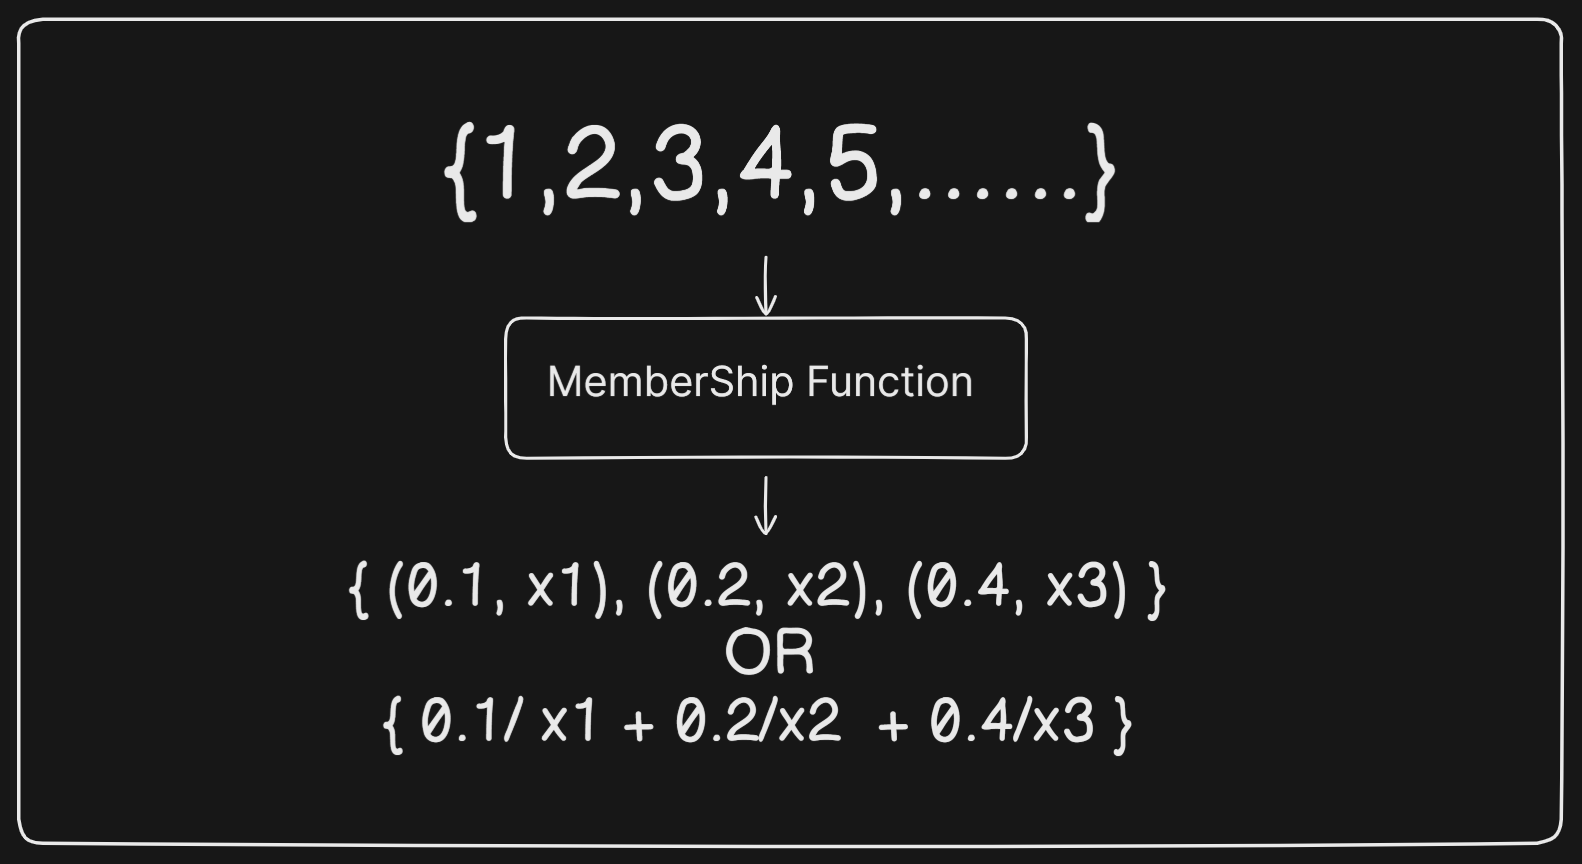 {1,2,3,4,5,......}
MemberShip Function
{ (0.1, x1), (0.2, x2), (0.4, x3) }
OR
{ 0.1/ x1 + 0.2/x2 + 0.4/x3 }